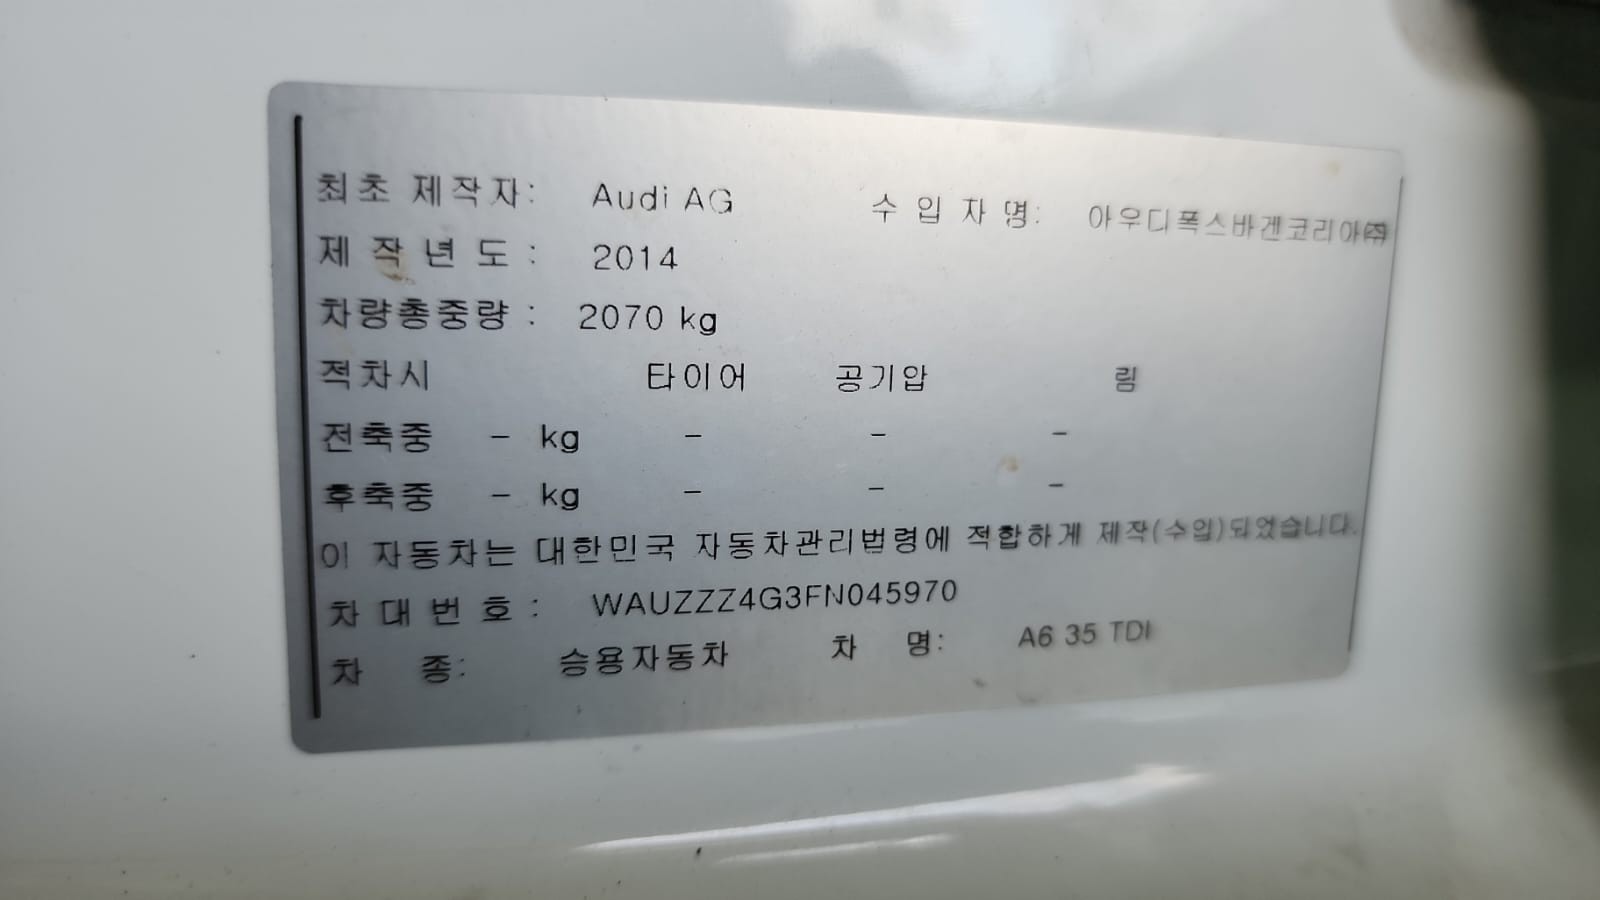 최초 제작자: Audi AG 수 입 자 명: 아우디폭스바겐코리아㈜
제 작 년 도 : 2014
차량총중량 : 2070 kg
적차시 타이어 공기압 림
전축중 - kg - - -
후축중 - kg - - -
이 자동차는 대한민국 자동차관리법령에 적합하게 제작(수입)되었습니다.
차 대 번 호 : WAUZZZ4G3FN045970
차 종: 승용자동차 차 명: A6 35 TDI